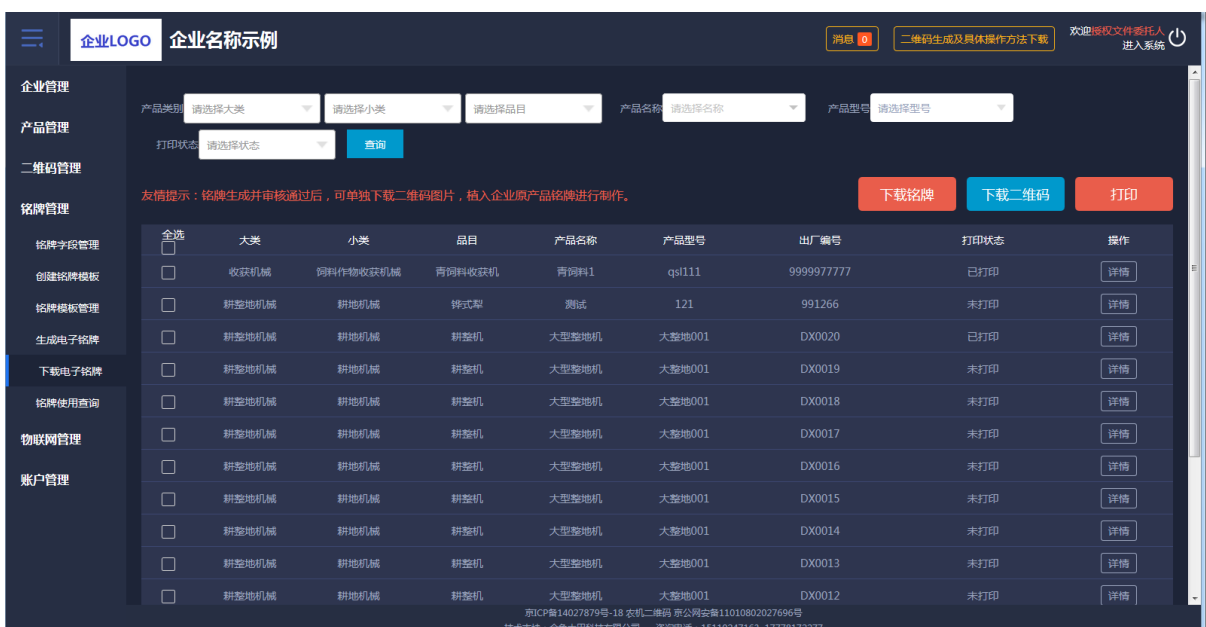 企业LOGO 企业名称示例 消息 0 二维码生成及具体操作方法下载 欢迎授权文件委托人
进入系统
企业管理
产品管理
二维码管理
铭牌管理
铭牌字段管理
创建铭牌模板
铭牌模板管理
生成电子铭牌
下载电子铭牌
铭牌使用查询
物联网管理
账户管理
产品类别 请选择大类 请选择小类 请选择品目 产品名称 请选择名称 产品型号 请选择型号
打印状态 请选择状态 查询
友情提示：铭牌生成并审核通过后，可单独下载二维码图片，植入企业原产品铭牌进行制作。 下载铭牌 下载二维码 打印
全选 大类 小类 品目 产品名称 产品型号 出厂编号 打印状态 操作
收获机械 饲料作物收获机械 青饲料收获机 青饲料1 qsl111 9999977777 已打印 详情
耕整地机械 耕地机械 铧式犁 测试 121 991266 未打印 详情
耕整地机械 耕地机械 耕整机 大型整地机 大整地001 DX0020 已打印 详情
耕整地机械 耕地机械 耕整机 大型整地机 大整地001 DX0019 未打印 详情
耕整地机械 耕地机械 耕整机 大型整地机 大整地001 DX0018 未打印 详情
耕整地机械 耕地机械 耕整机 大型整地机 大整地001 DX0017 未打印 详情
耕整地机械 耕地机械 耕整机 大型整地机 大整地001 DX0016 未打印 详情
耕整地机械 耕地机械 耕整机 大型整地机 大整地001 DX0015 未打印 详情
耕整地机械 耕地机械 耕整机 大型整地机 大整地001 DX0014 未打印 详情
耕整地机械 耕地机械 耕整机 大型整地机 大整地001 DX0013 未打印 详情
耕整地机械 耕地机械 耕整机 大型整地机 大整地001 DX0012 未打印 详情
京ICP备14027879号-18 农机二维码 京公网安备11010802027696号